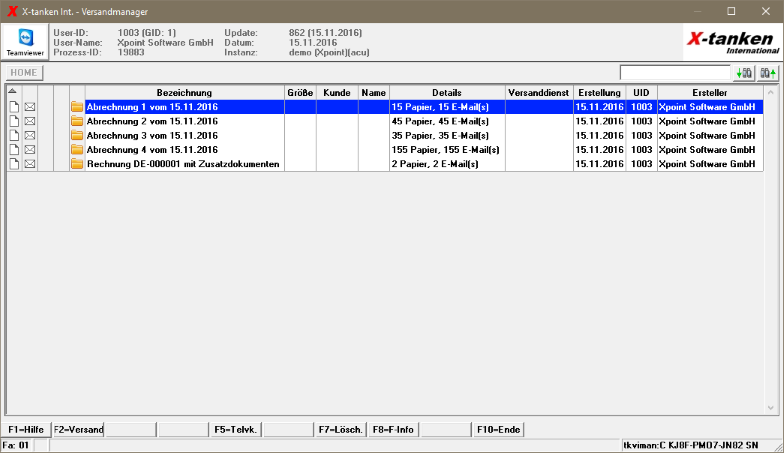 X-tanken Int. - Versandmanager
Teamviewer
User-ID: 1003 (GID: 1) Update: 862 (15.11.2016)
User-Name: Xpoint Software GmbH Datum: 15.11.2016
Prozess-ID: 19883 Instanz: demo (Xpoint)(acu)
X-tanken
International
HOME
Bezeichnung Größe Kunde Name Details Versanddienst Erstellung UID Ersteller
Abrechnung 1 vom 15.11.2016 15 Papier, 15 E-Mail(s) 15.11.2016 1003 Xpoint Software GmbH
Abrechnung 2 vom 15.11.2016 45 Papier, 45 E-Mail(s) 15.11.2016 1003 Xpoint Software GmbH
Abrechnung 3 vom 15.11.2016 35 Papier, 35 E-Mail(s) 15.11.2016 1003 Xpoint Software GmbH
Abrechnung 4 vom 15.11.2016 155 Papier, 155 E-Mail(s) 15.11.2016 1003 Xpoint Software GmbH
Rechnung DE-000001 mit Zusatzdokumenten 2 Papier, 2 E-Mail(s) 15.11.2016 1003 Xpoint Software GmbH
F1=Hilfe F2=Versand F5=Telvk. F7=Lösch. F8=F-Info F10=Ende
Fa: 01 tkviman:C KJ8F-PMO7-JN82 SN